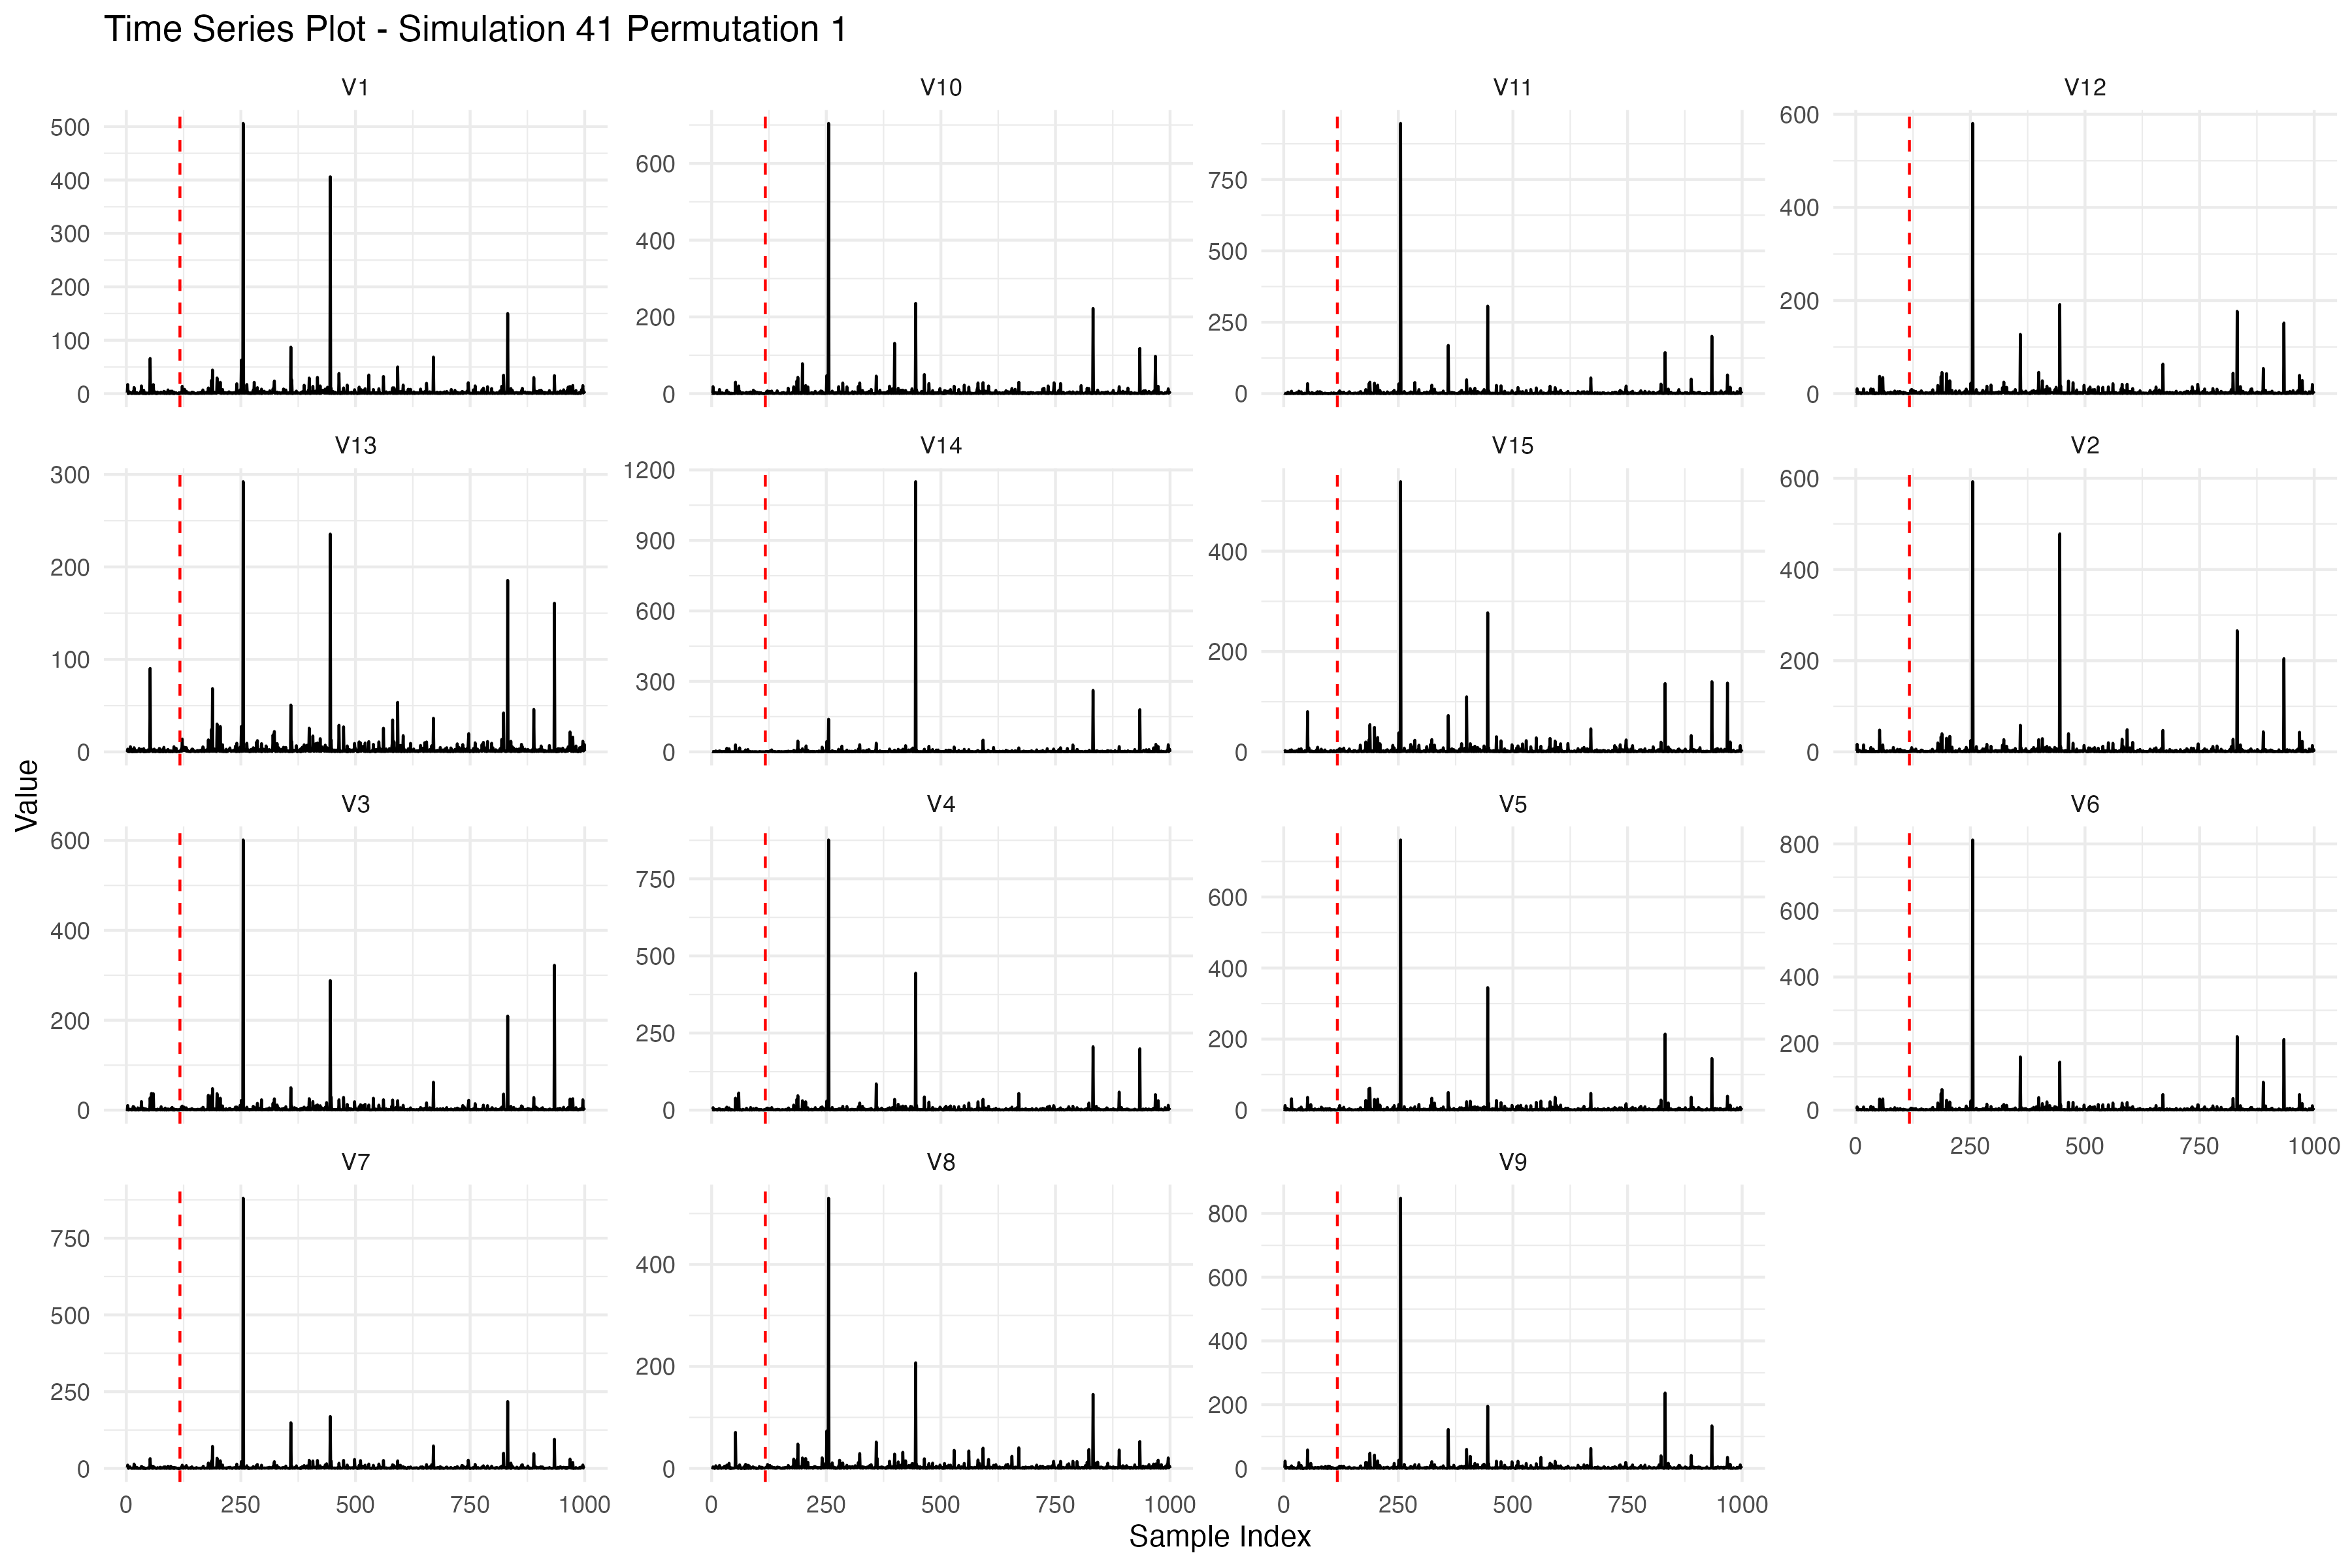 Time Series Plot - Simulation 41 Permutation 1
V1 V10 V11 V12
500 400 300 200 100 0
600 400 200 0
750 500 250 0
600 400 200 0
V13 V14 V15 V2
300 200 100 0
1200 900 600 300 0
400 200 0
600 400 200 0
Value
V3 V4 V5 V6
600 400 200 0
750 500 250 0
600 400 200 0
800 600 400 200 0
0 250 500 750 1000
V7 V8 V9
750 500 250 0
400 200 0
800 600 400 200 0
0 250 500 750 1000
0 250 500 750 1000
0 250 500 750 1000
Sample Index